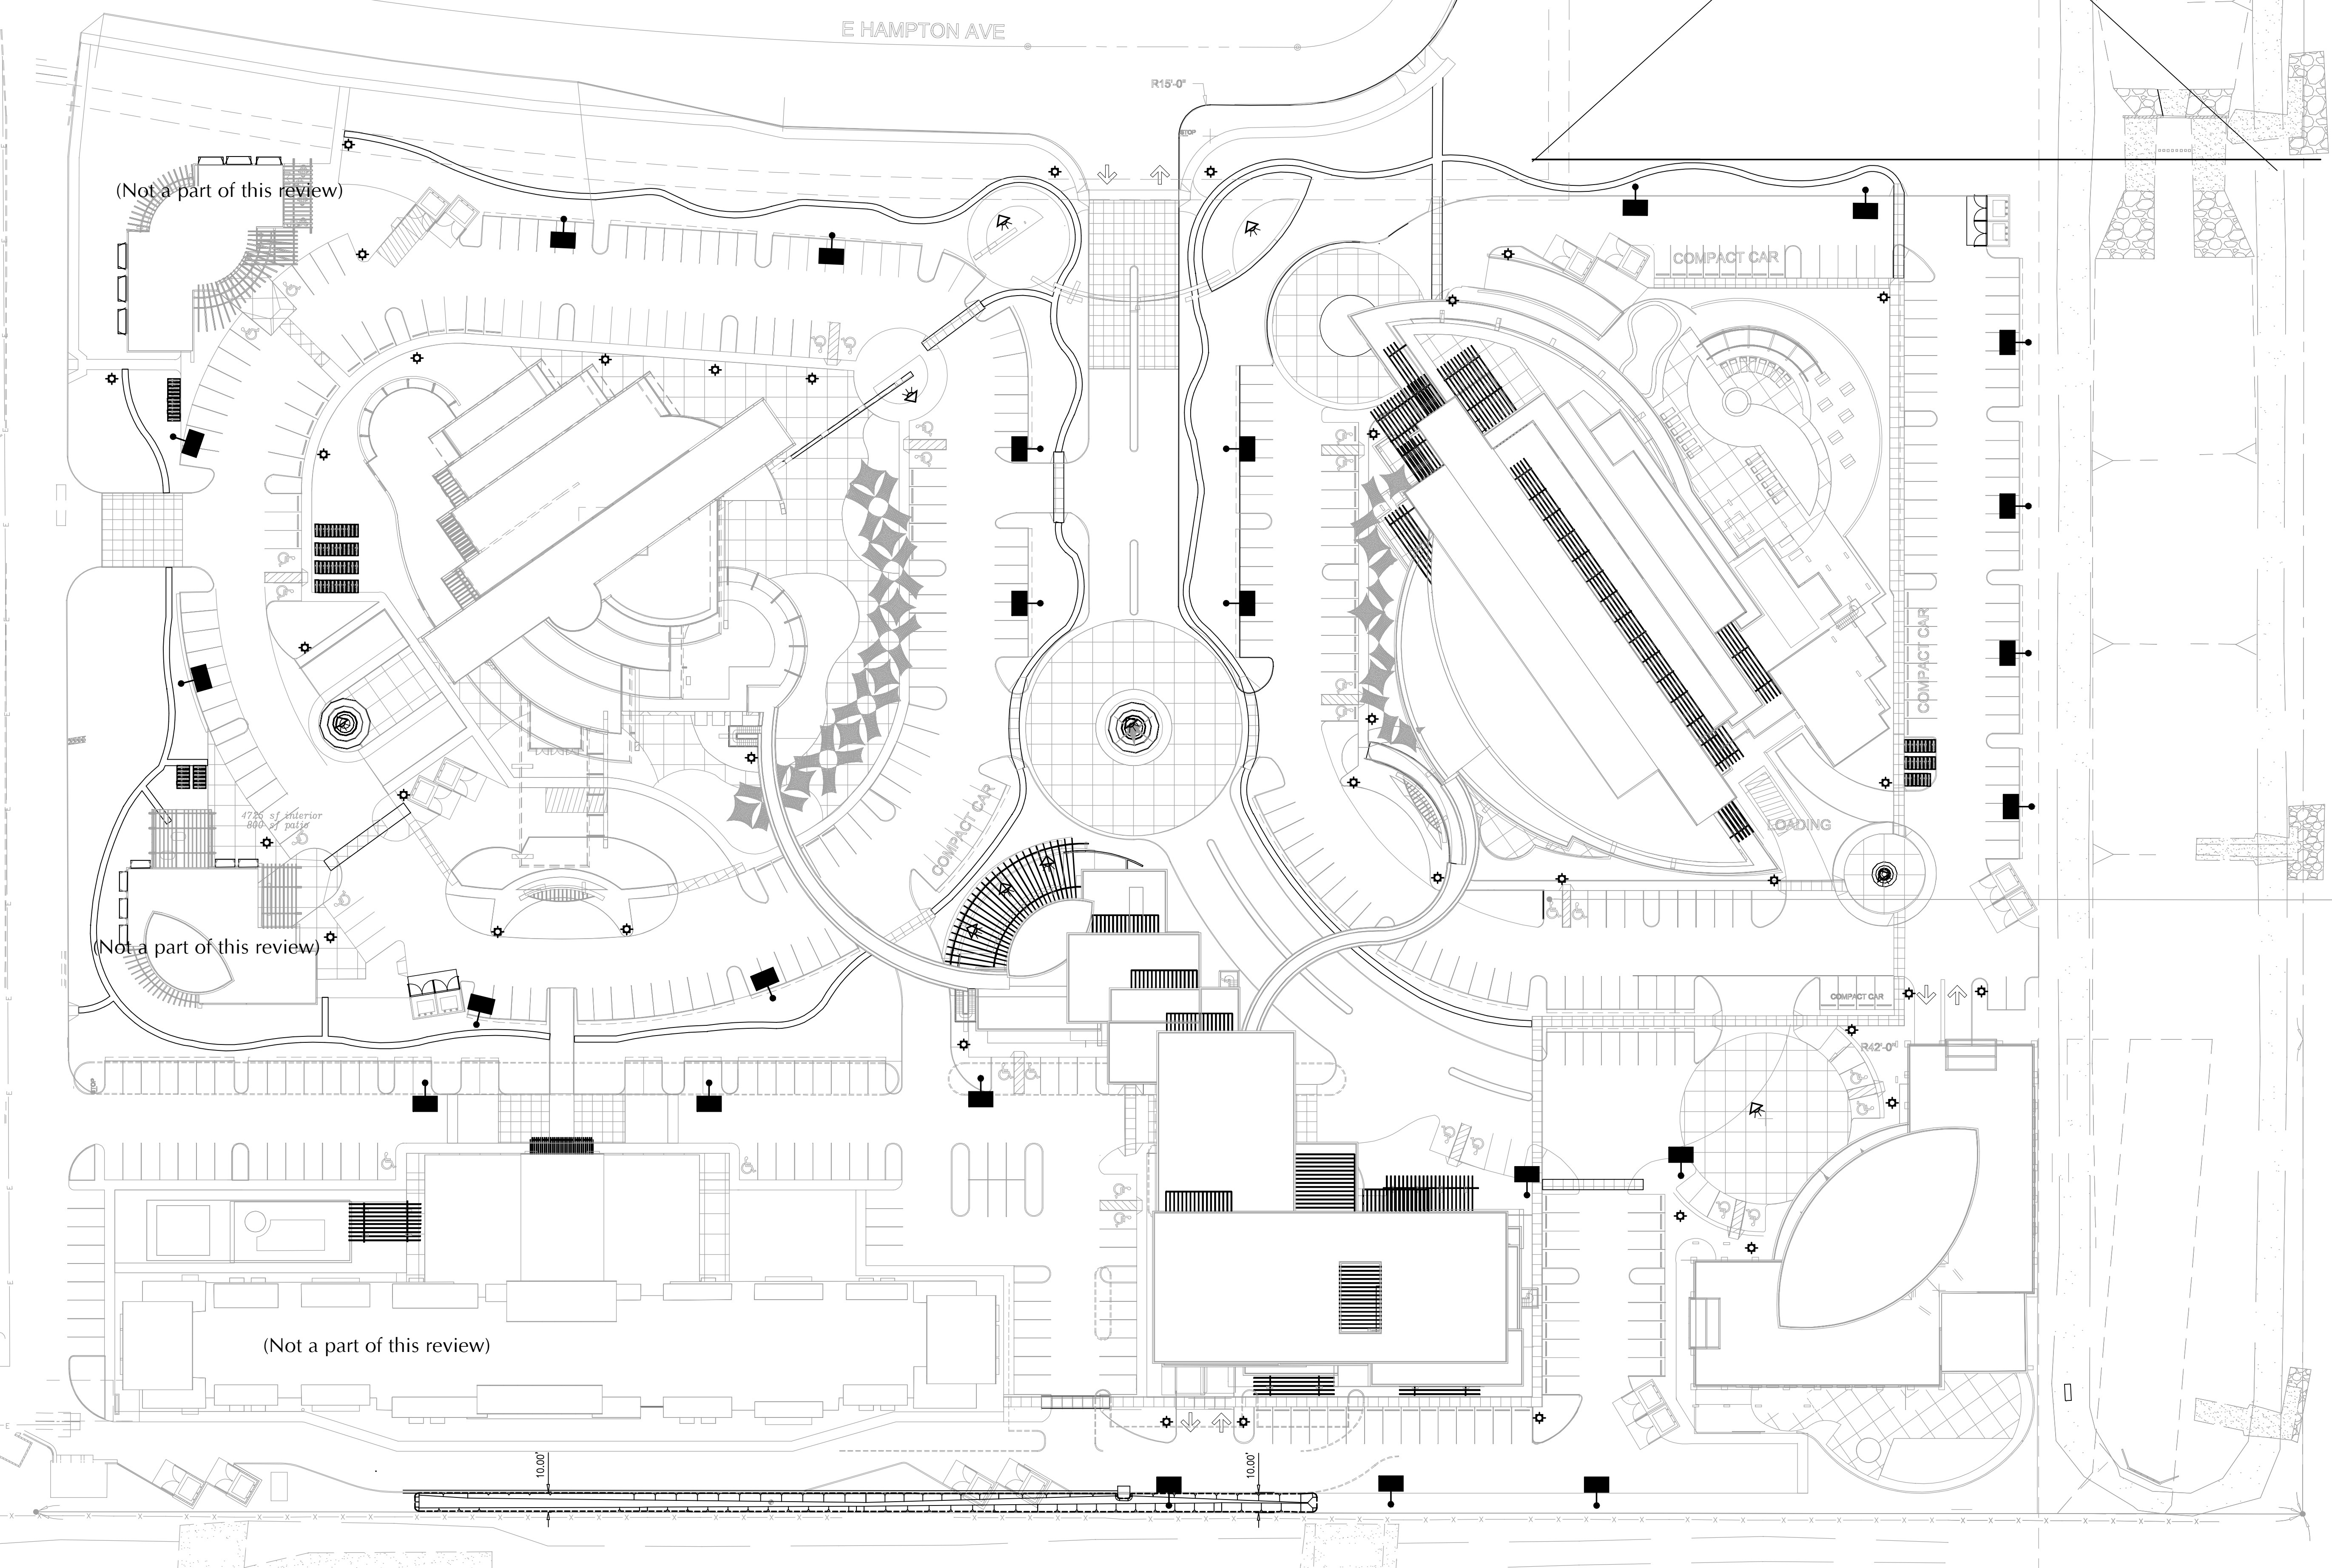 E HAMPTON AVE
R15'-0"
STOP
(Not a part of this review)
COMPACT CAR
COMPACT CAR
4725 sf interior
800 sf patio
COMPACT CAR
LOADING
(Not a part of this review)
COMPACT CAR
R42'-0"
STOP
(Not a part of this review)
10.00'
10.00'